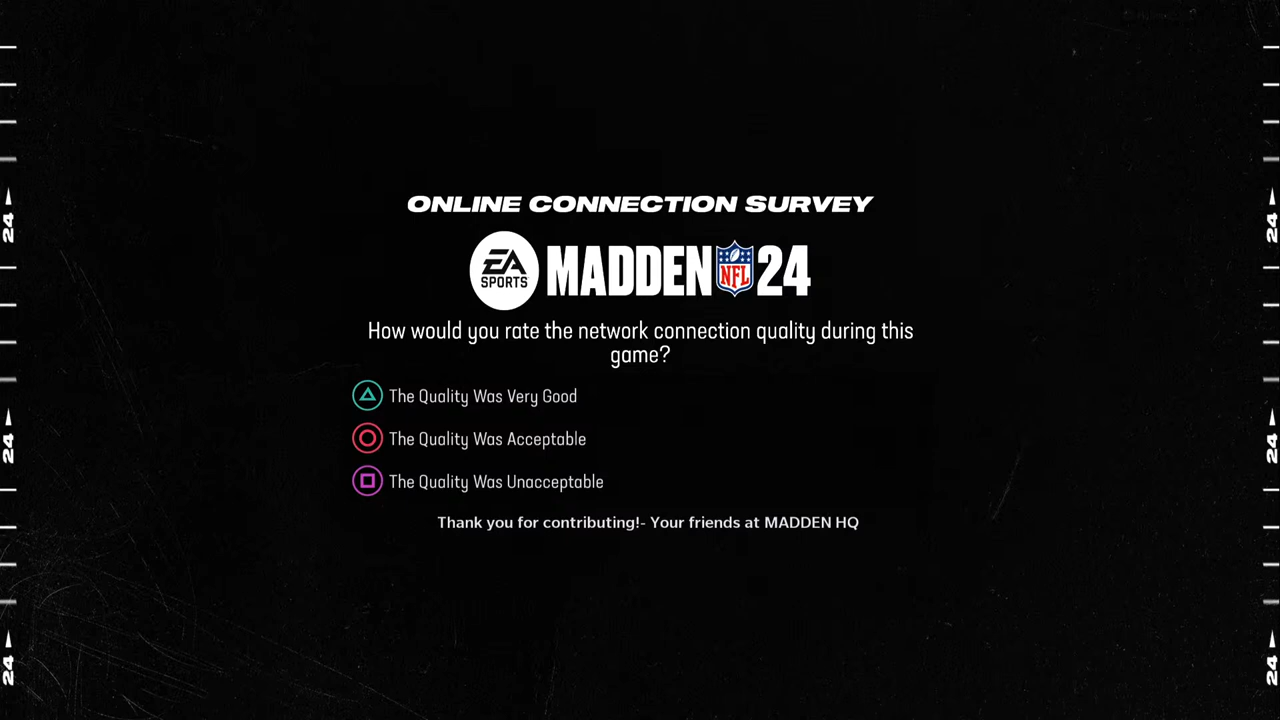 ONLINE CONNECTION SURVEY
EA SPORTS MADDEN NFL 24
How would you rate the network connection quality during this
game?
The Quality Was Very Good
The Quality Was Acceptable
The Quality Was Unacceptable
Thank you for contributing!- Your friends at MADDEN HQ
24
24
24
24
24
24